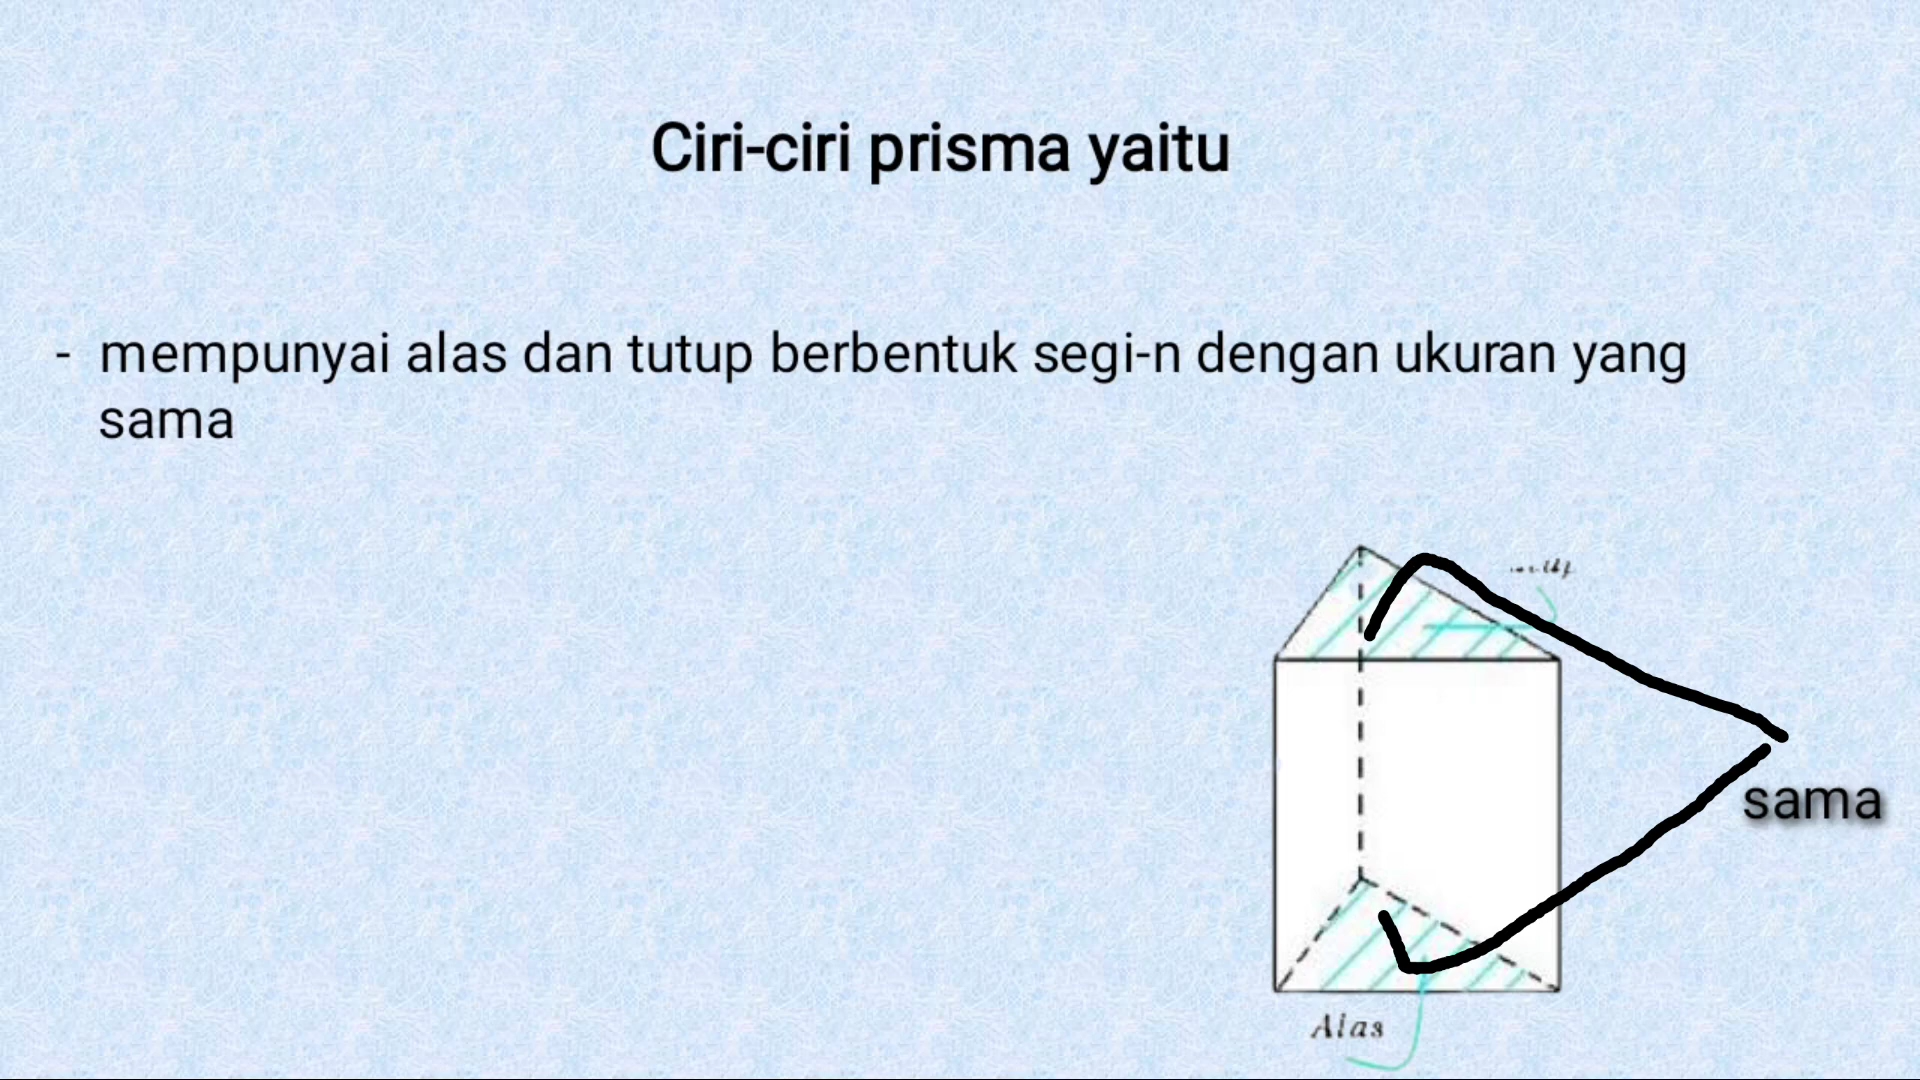 Ciri-ciri prisma yaitu
- mempunyai alas dan tutup berbentuk segi-n dengan ukuran yang
sama
sama
Alas